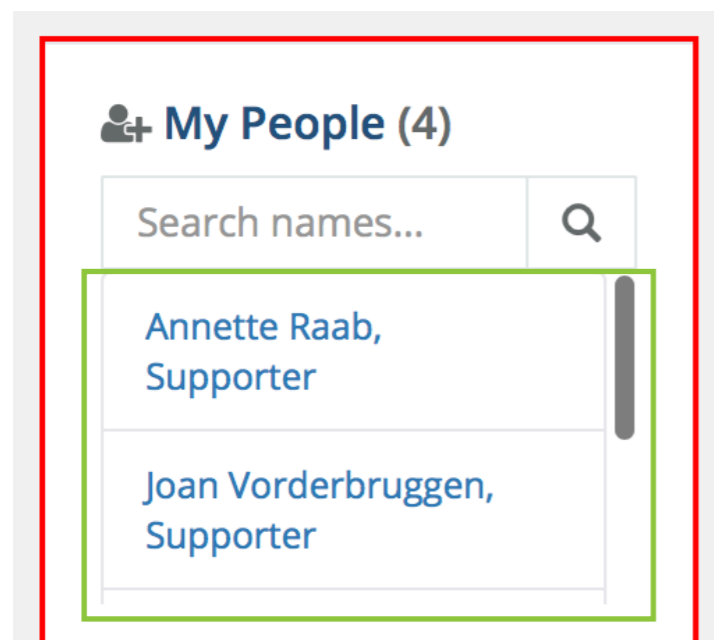 My People (4)
Search names...
Annette Raab,
Supporter
Joan Vorderbruggen,
Supporter